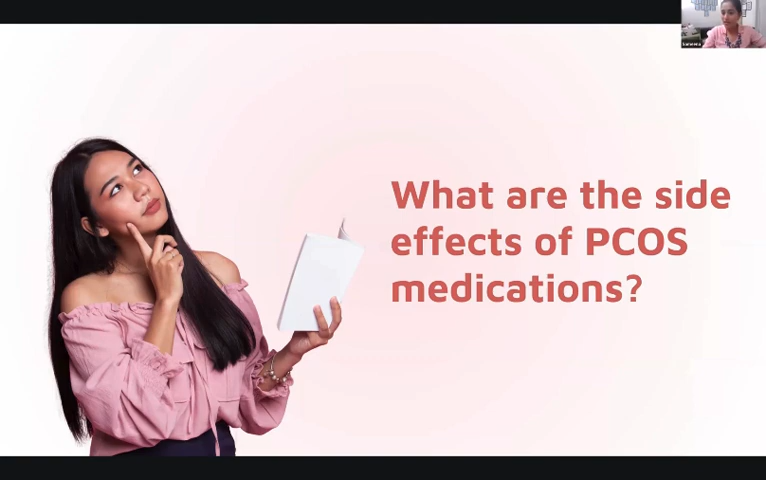 What are the side
effects of PCOS
medications?